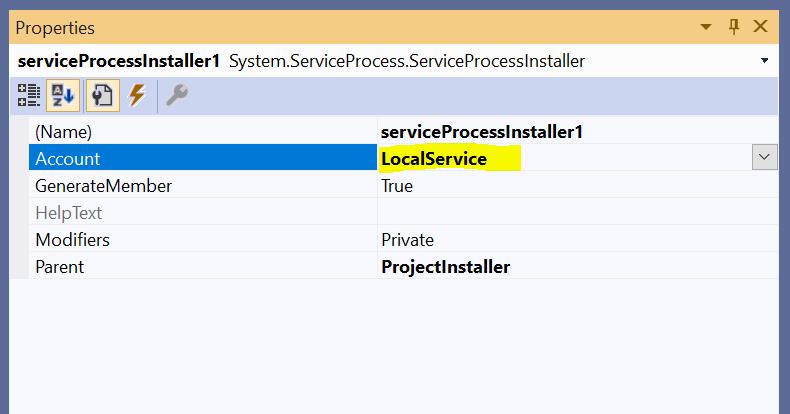 Properties
serviceProcessInstaller1 System.ServiceProcess.ServiceProcessInstaller
A
Z
(Name) serviceProcessInstaller1
Account LocalService
GenerateMember True
HelpText
Modifiers Private
Parent ProjectInstaller